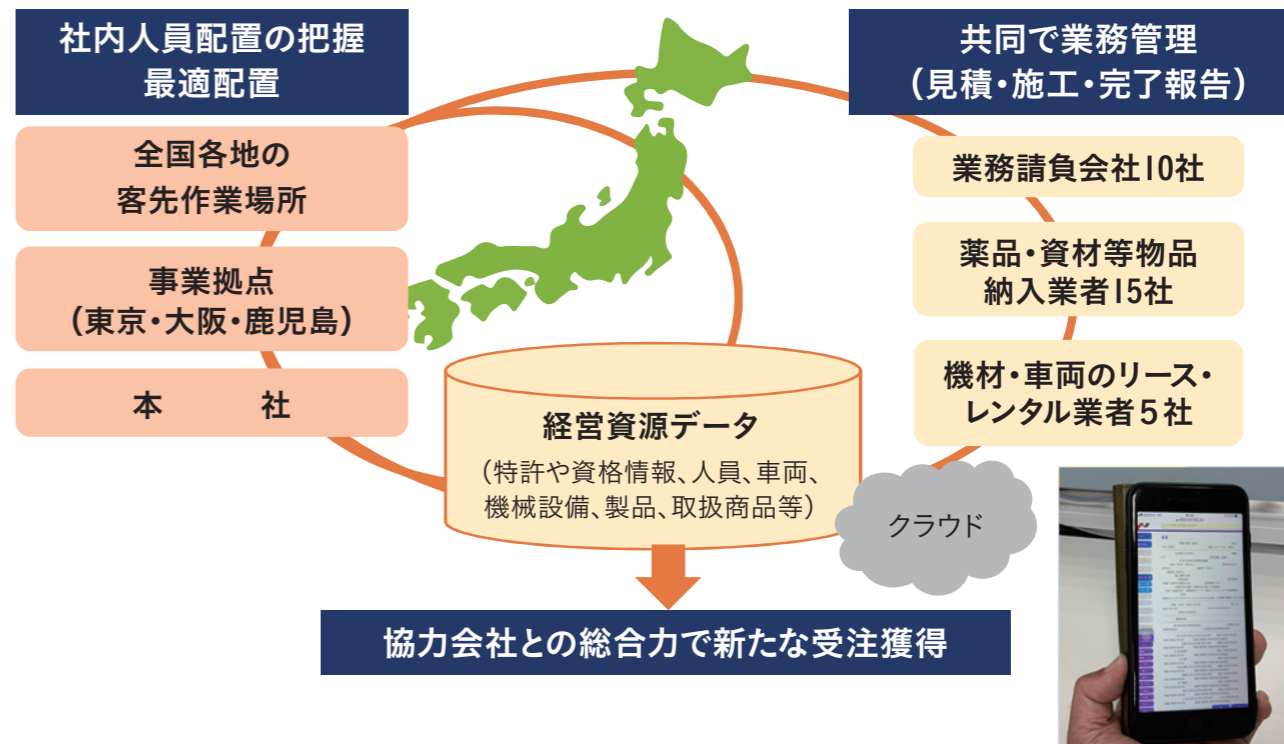 社内人員配置の把握
最適配置
全国各地の
客先作業場所
事業拠点
(東京・大阪・鹿児島)
本　　　社
共同で業務管理
(見積・施工・完了報告)
業務請負会社10社
薬品・資材等物品
納入業者15社
機材・車両のリース・
レンタル業者5社
経営資源データ
(特許や資格情報、人員、車両、
機械設備、製品、取扱商品等)
クラウド
協力会社との総合力で新たな受注獲得